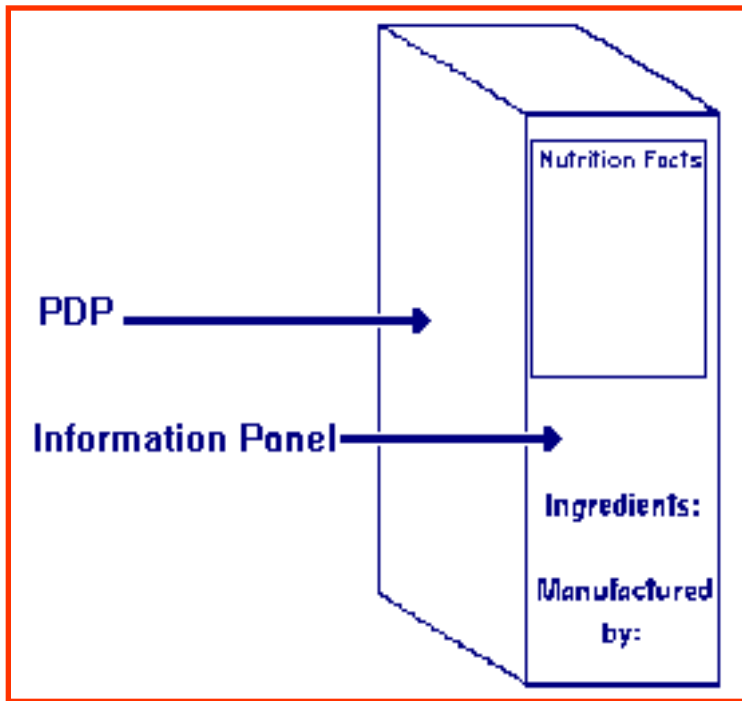 Nutrition Facts
PDP
Information Panel
Ingredients:
Manufactured
by: